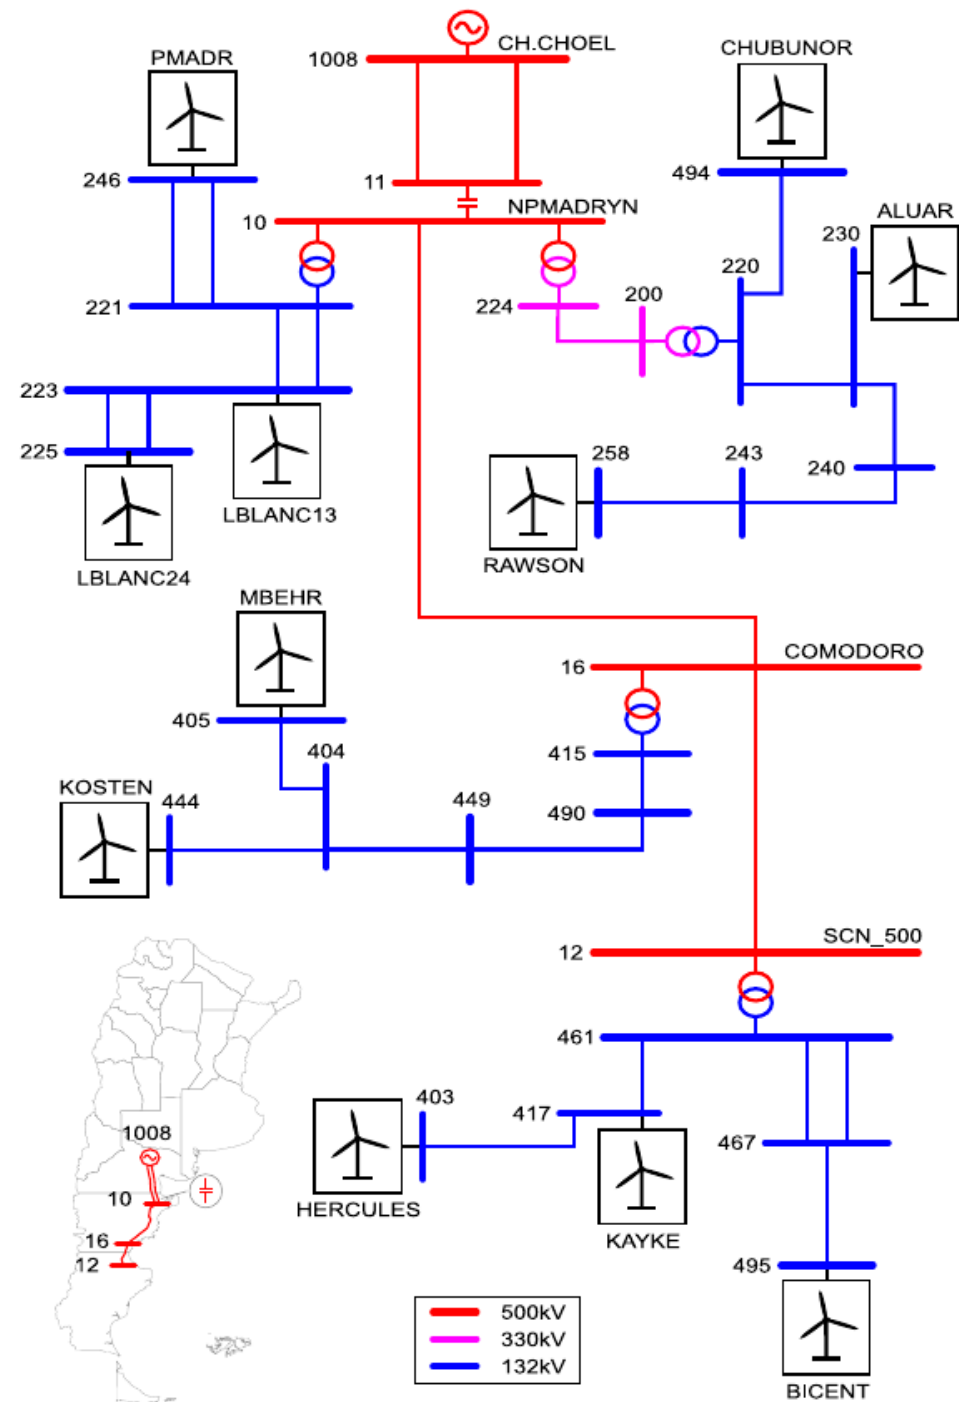 CH.CHOEL
1008
PMADR
CHUBUNOR
246
11
494
10
NPMADRYN
ALUAR
230
220
200
224
221
223
225
LBLANC13
LBLANC24
258
243
240
RAWSON
MBEHR
COMODORO
16
405
404
415
KOSTEN
444
449
490
SCN_500
12
461
403
417
467
HERCULES
KAYKE
495
BICENT
1008
10
16
12
500kV
330kV
132kV